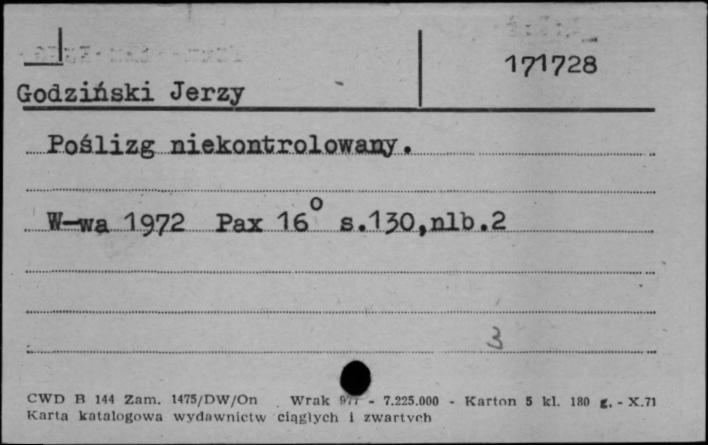 171728
Godziński Jerzy
Poślizg niekontrolowany.
W-wa 1972 Pax 16° s.130,nlb.2
3
CWD B 144 Zam. 1475/DW/On Wrak - 7.225.000 - Karton 5 kl. 180 g. - X.71
Karta katalogowa wydawnictw ciągłych i zwartych